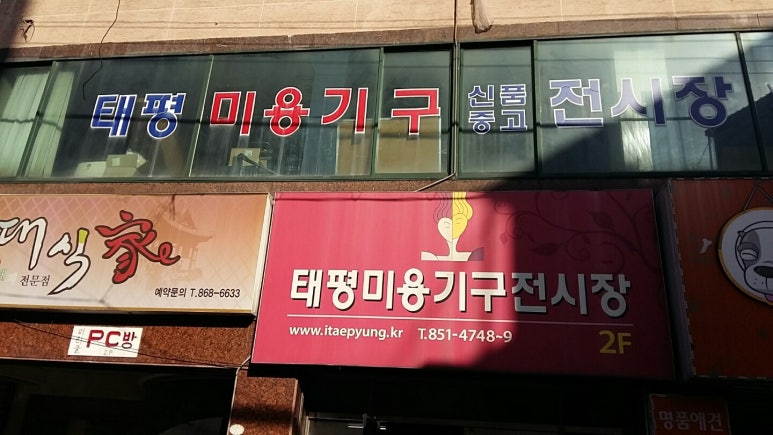 태평 미용기구 신품 중고 전시장
대식家
전문점
예약문의 T.868-6633
PC방
2F
태평미용기구전시장
www.itaepyung.kr T.851-4748~9
2F
명품애견